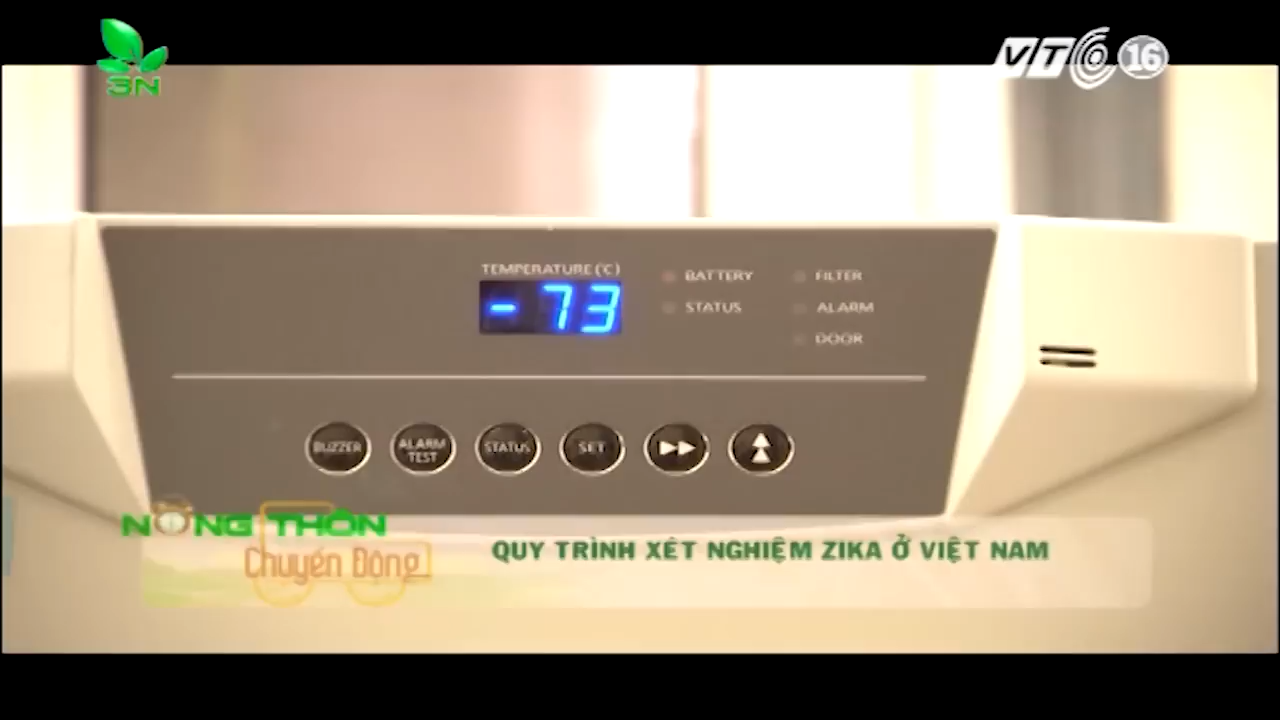 3N
VTC 16
TEMPERATURE (°C)
-73
BATTERY
FILTER
STATUS
ALARM
DOOR
BUZZER
ALARM TEST
STATUS
SET
NÔNG THÔN
Chuyển Động
QUY TRÌNH XÉT NGHIỆM ZIKA Ở VIỆT NAM